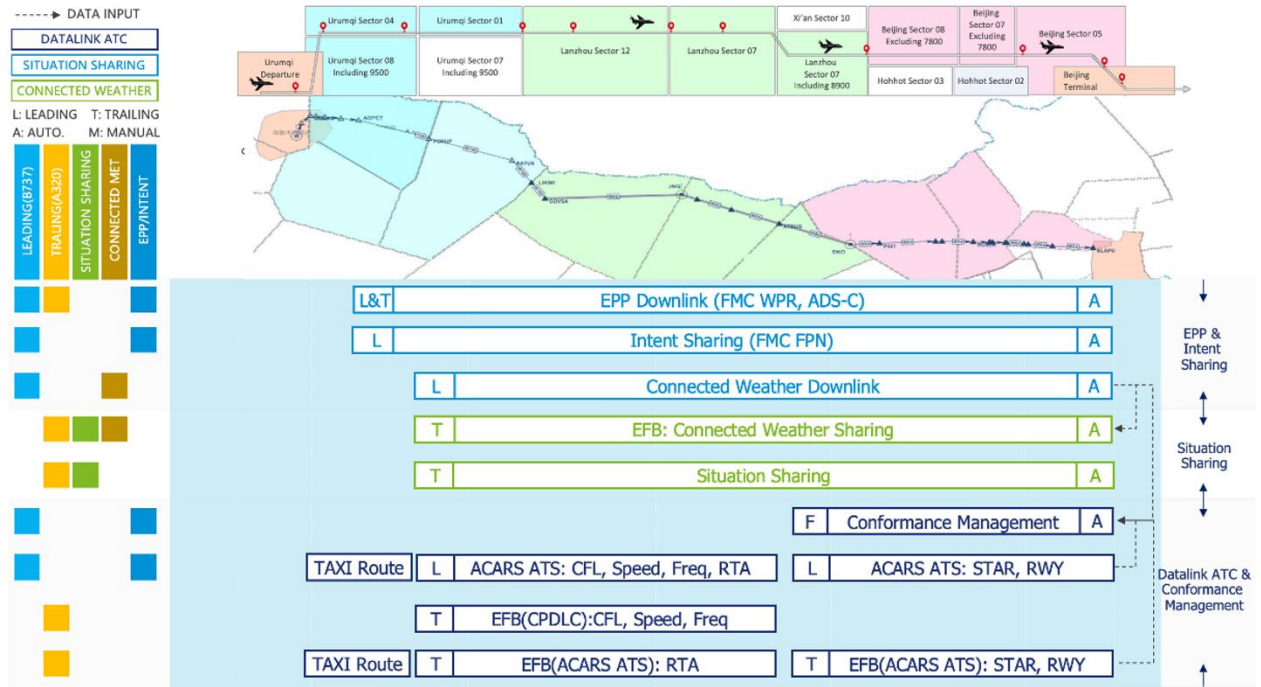 DATA INPUT
DATALINK ATC
SITUATION SHARING
CONNECTED WEATHER
L: LEADING T: TRAILING
A: AUTO. M: MANUAL
LEADING(B737)
TRALING(A320)
SITUATION SHARING
CONNECTED MET
EPP/INTENT
Urumqi
Departure
Urumqi Sector 04
Urumqi Sector 08
Including 9500
Urumqi Sector 01
Urumqi Sector 07
Including 9500
Lanzhou Sector 12
Lanzhou Sector 07
Xi'an Sector 10
Lanzhou
Sector 07
Including 8900
Beijing Sector 08
Excluding 7800
Hohhot Sector 03
Beijing
Sector 07
Excluding
7800
Hohhot Sector 02
Beijing Sector 05
Beijing
Terminal
ADPET
GOVSA
L&T EPP Downlink (FMC WPR, ADS-C) A
L Intent Sharing (FMC FPN) A
L Connected Weather Downlink A
T EFB: Connected Weather Sharing A
T Situation Sharing A
F Conformance Management A
TAXI Route L ACARS ATS: CFL, Speed, Freq, RTA L ACARS ATS: STAR, RWY
T EFB(CPDLC):CFL, Speed, Freq
TAXI Route T EFB(ACARS ATS): RTA T EFB(ACARS ATS): STAR, RWY
EPP &
Intent
Sharing
Situation
Sharing
Datalink ATC &
Conformance
Management